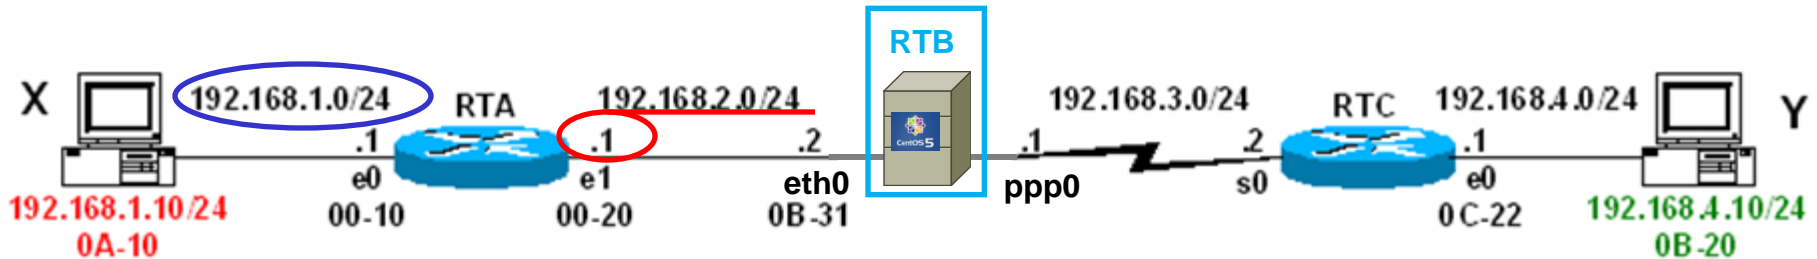 RTB
X
192.168.1.0/24
RTA
192.168.2.0/24
192.168.3.0/24
RTC
192.168.4.0/24
Y
.1
.1
.2
CentOS 5
.1
.2
.1
e0
e1
eth0
ppp0
s0
e0
192.168.1.10/24
00-10
00-20
0B-31
0C-22
192.168.4.10/24
0A-10
0B-20